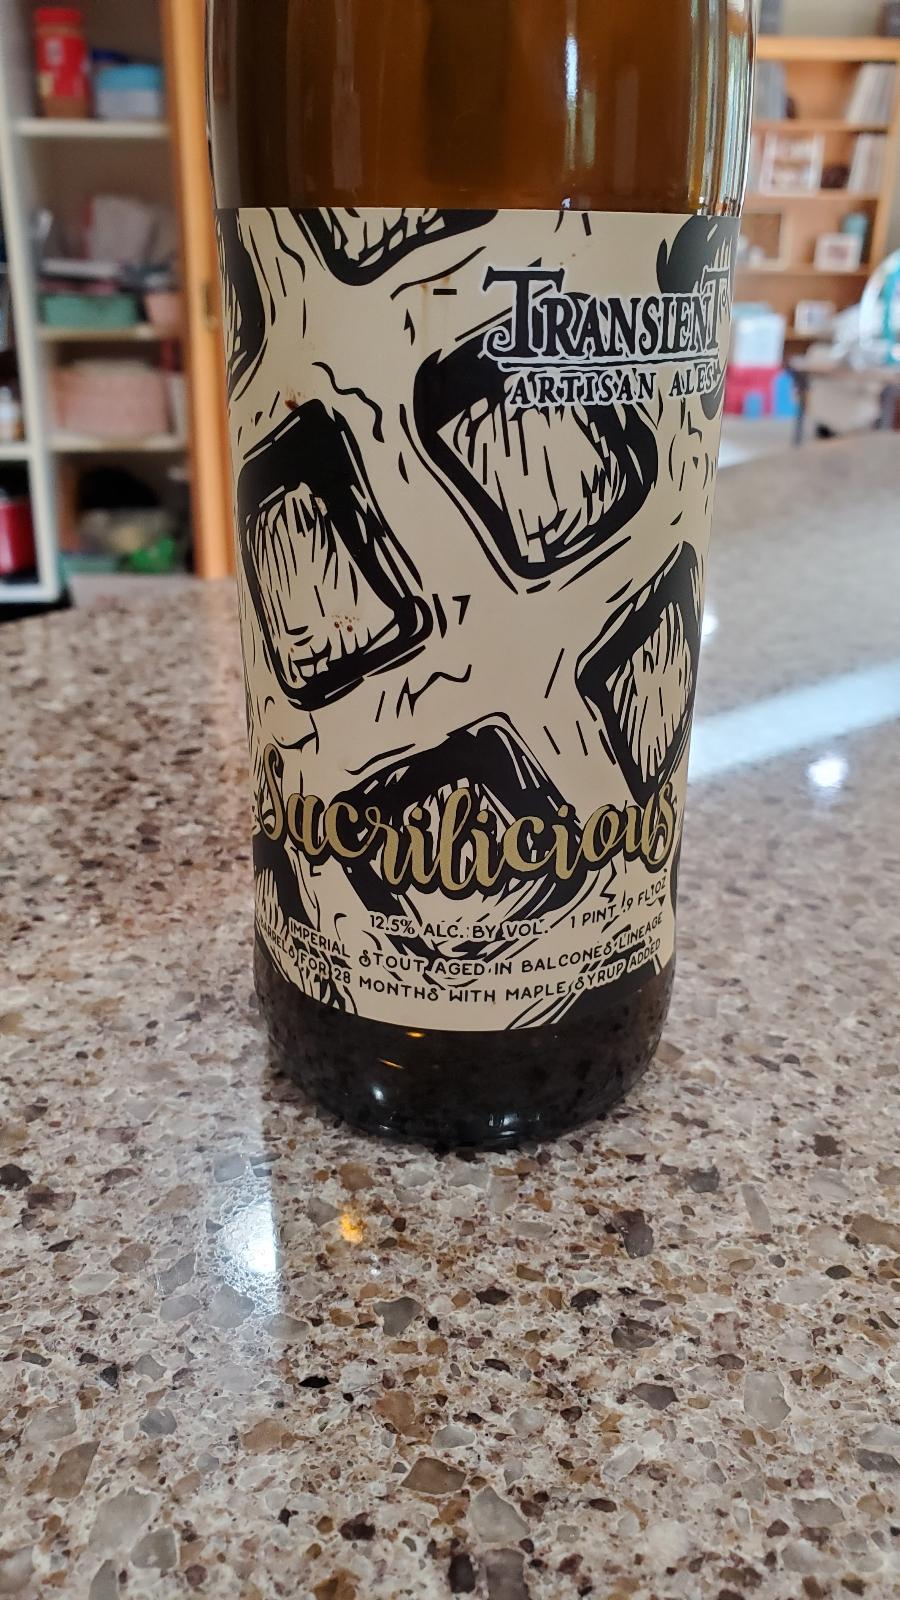 TRANSIENT
ARTISAN ALES
Sacrilicious
12.5% ALC. BY VOL. 1 PINT .9 FL OZ
IMPERIAL STOUT AGED IN BALCONES LINEAGE
BARRELS FOR 28 MONTHS WITH MAPLE SYRUP ADDED